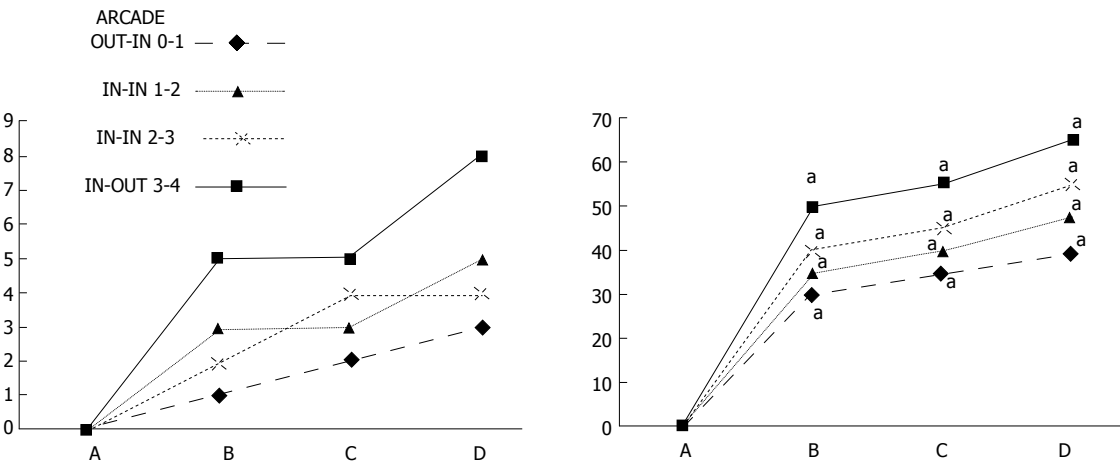 ARCADE
OUT-IN 0-1
IN-IN 1-2
IN-IN 2-3
IN-OUT 3-4
9
8
7
6
5
4
3
2
1
0
A B C D
70
60
50
40
30
20
10
0
a a a
a a a
a a a
a a a
A B C D